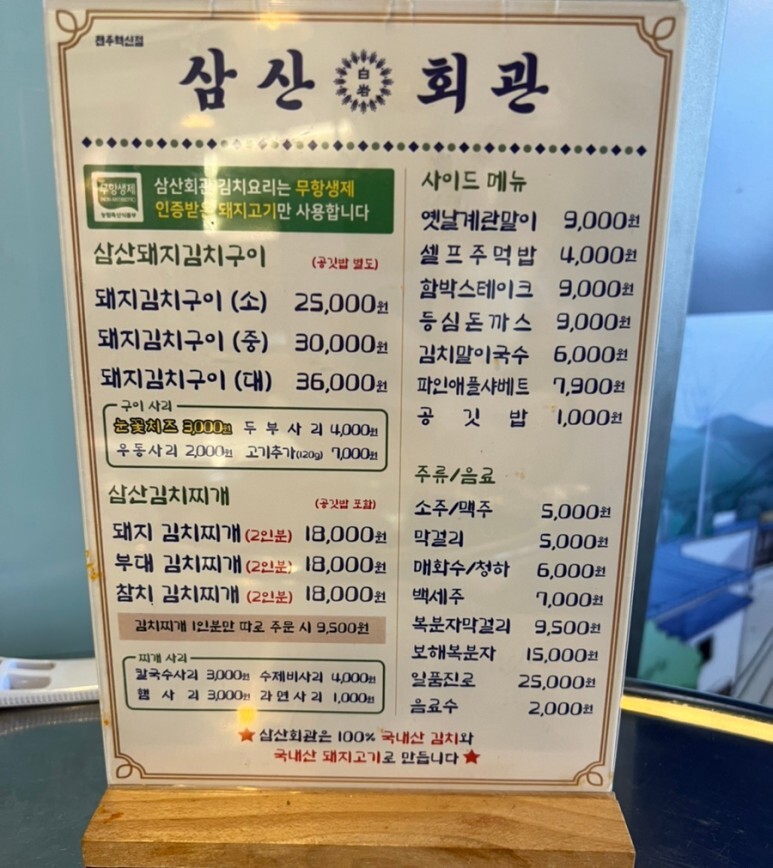 전주혁신점
삼산 白岩 회관
무항생제
NON ANTIBIOTIC
농림축산식품부
삼산회관 김치요리는 무항생제
인증받은 돼지고기만 사용합니다
삼산돼지김치구이 (공깃밥 별도)
돼지김치구이 (소) 25,000원
돼지김치구이 (중) 30,000원
돼지김치구이 (대) 36,000원
구이 사리
눈꽃치즈 3,000원 두부사리 4,000원
우동사리 2,000원 고기추가(120g) 7,000원
삼산김치찌개 (공깃밥 포함)
돼지 김치찌개 (2인분) 18,000원
부대 김치찌개 (2인분) 18,000원
참치 김치찌개 (2인분) 18,000원
김치찌개 1인분만 따로 주문 시 9,500원
찌개 사리
칼국수사리 3,000원 수제비사리 4,000원
햄 사 리 3,000원 라면사리 1,000원
사이드 메뉴
옛날계란말이 9,000원
셀프주먹밥 4,000원
함박스테이크 9,000원
등심돈까스 9,000원
김치말이국수 6,000원
파인애플샤베트 7,900원
공 깃 밥 1,000원
주류/음료
소주/맥주 5,000원
막걸리 5,000원
매화수/청하 6,000원
백세주 7,000원
복분자막걸리 9,500원
보해복분자 15,000원
일품진로 25,000원
음료수 2,000원
★ 삼산회관은 100% 국내산 김치와
국내산 돼지고기로 만듭니다 ★